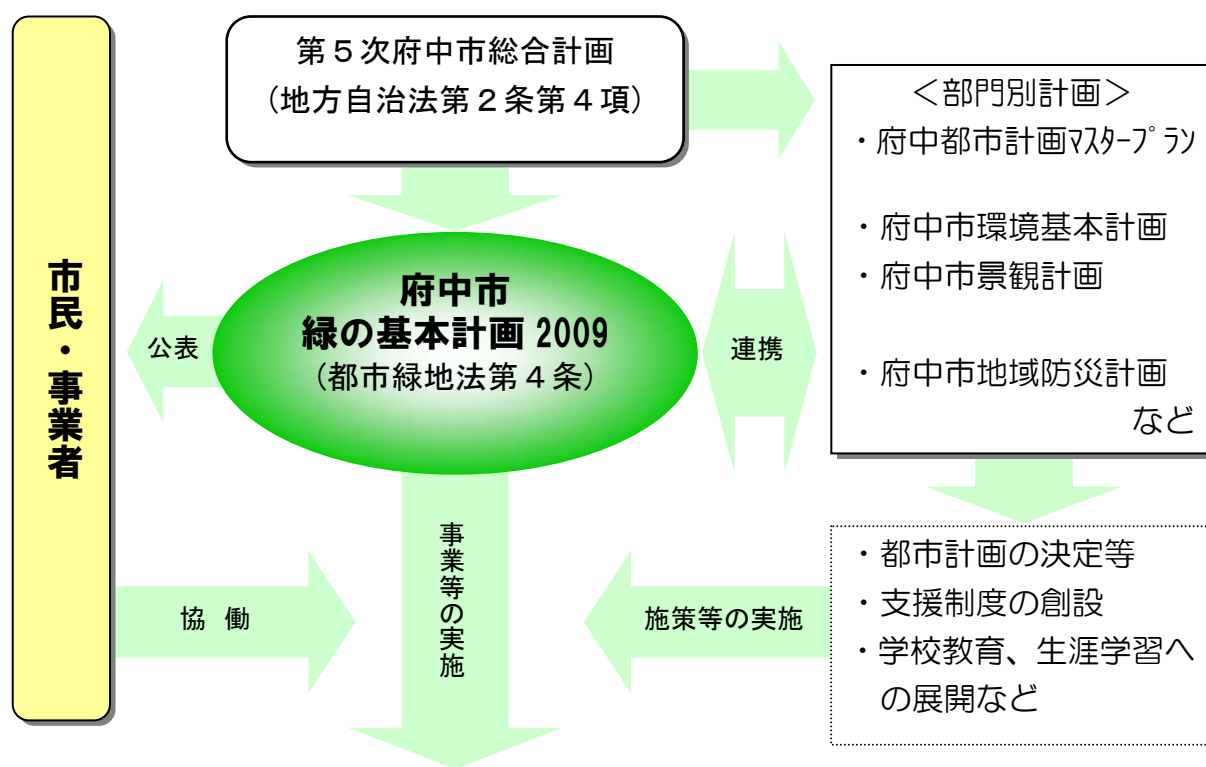 第５次府中市総合計画
（地方自治法第２条第４項）
＜部門別計画＞
・府中都市計画ﾏｽﾀｰﾌﾟﾗﾝ
・府中市環境基本計画
・府中市景観計画
・府中市地域防災計画
など
市民・事業者
公表
府中市
緑の基本計画 2009
（都市緑地法第４条）
連携
協 働
事業等の実施
施策等の実施
・都市計画の決定等
・支援制度の創設
・学校教育、生涯学習へ
の展開など